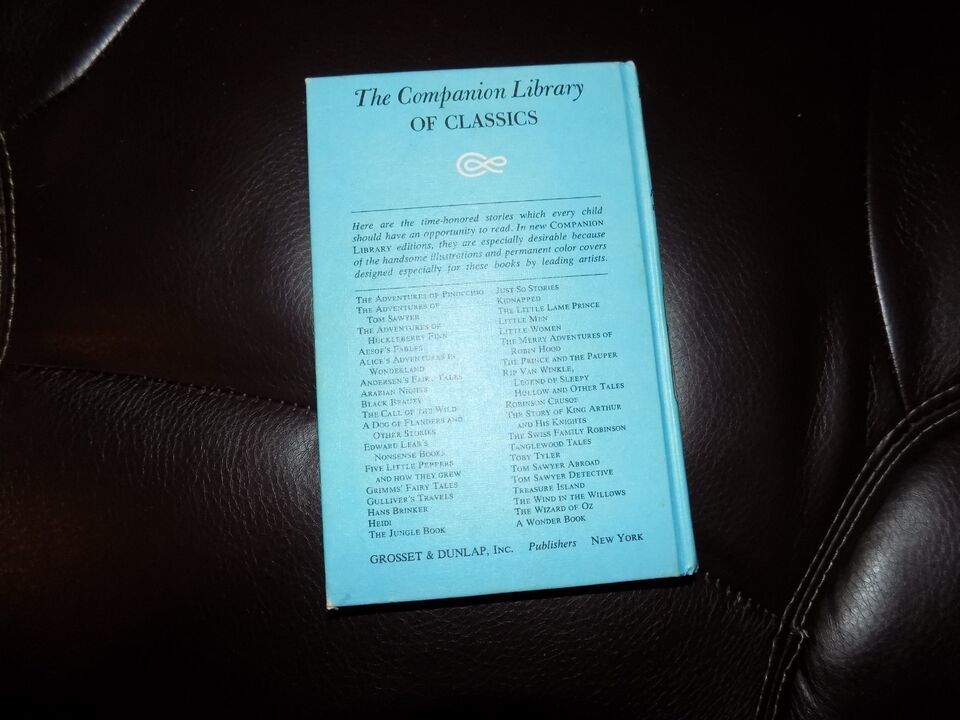 The Companion Library
OF CLASSICS
Here are the time-honored stories which every child
should have an opportunity to read. In new COMPANION
LIBRARY editions, they are especially desirable because
of the handsome illustrations and permanent color covers
designed especially for these books by leading artists.
THE ADVENTURES OF PINOCCHIO
THE ADVENTURES OF
TOM SAWYER
THE ADVENTURES OF
HUCKLEBERRY FINN
AESOP'S FABLES
ALICE'S ADVENTURES IN
WONDERLAND
ANDERSEN'S FAIRY TALES
ARABIAN NIGHTS
BLACK BEAUTY
THE CALL OF THE WILD
A DOG OF FLANDERS AND
OTHER STORIES
EDWARD LEAR'S
NONSENSE BOOKS
FIVE LITTLE PEPPERS
AND HOW THEY GREW
GRIMMS' FAIRY TALES
GULLIVER'S TRAVELS
HANS BRINKER
HEIDI
THE JUNGLE BOOK
JUST SO STORIES
KIDNAPPED
THE LITTLE LAME PRINCE
LITTLE MEN
LITTLE WOMEN
THE MERRY ADVENTURES OF
ROBIN HOOD
THE PRINCE AND THE PAUPER
RIP VAN WINKLE,
LEGEND OF SLEEPY
HOLLOW AND OTHER TALES
ROBINSON CRUSOE
THE STORY OF KING ARTHUR
AND HIS KNIGHTS
THE SWISS FAMILY ROBINSON
TANGLEWOOD TALES
TOBY TYLER
TOM SAWYER ABROAD
TOM SAWYER DETECTIVE
TREASURE ISLAND
THE WIND IN THE WILLOWS
THE WIZARD OF OZ
A WONDER BOOK
GROSSET & DUNLAP, INC. Publishers NEW YORK